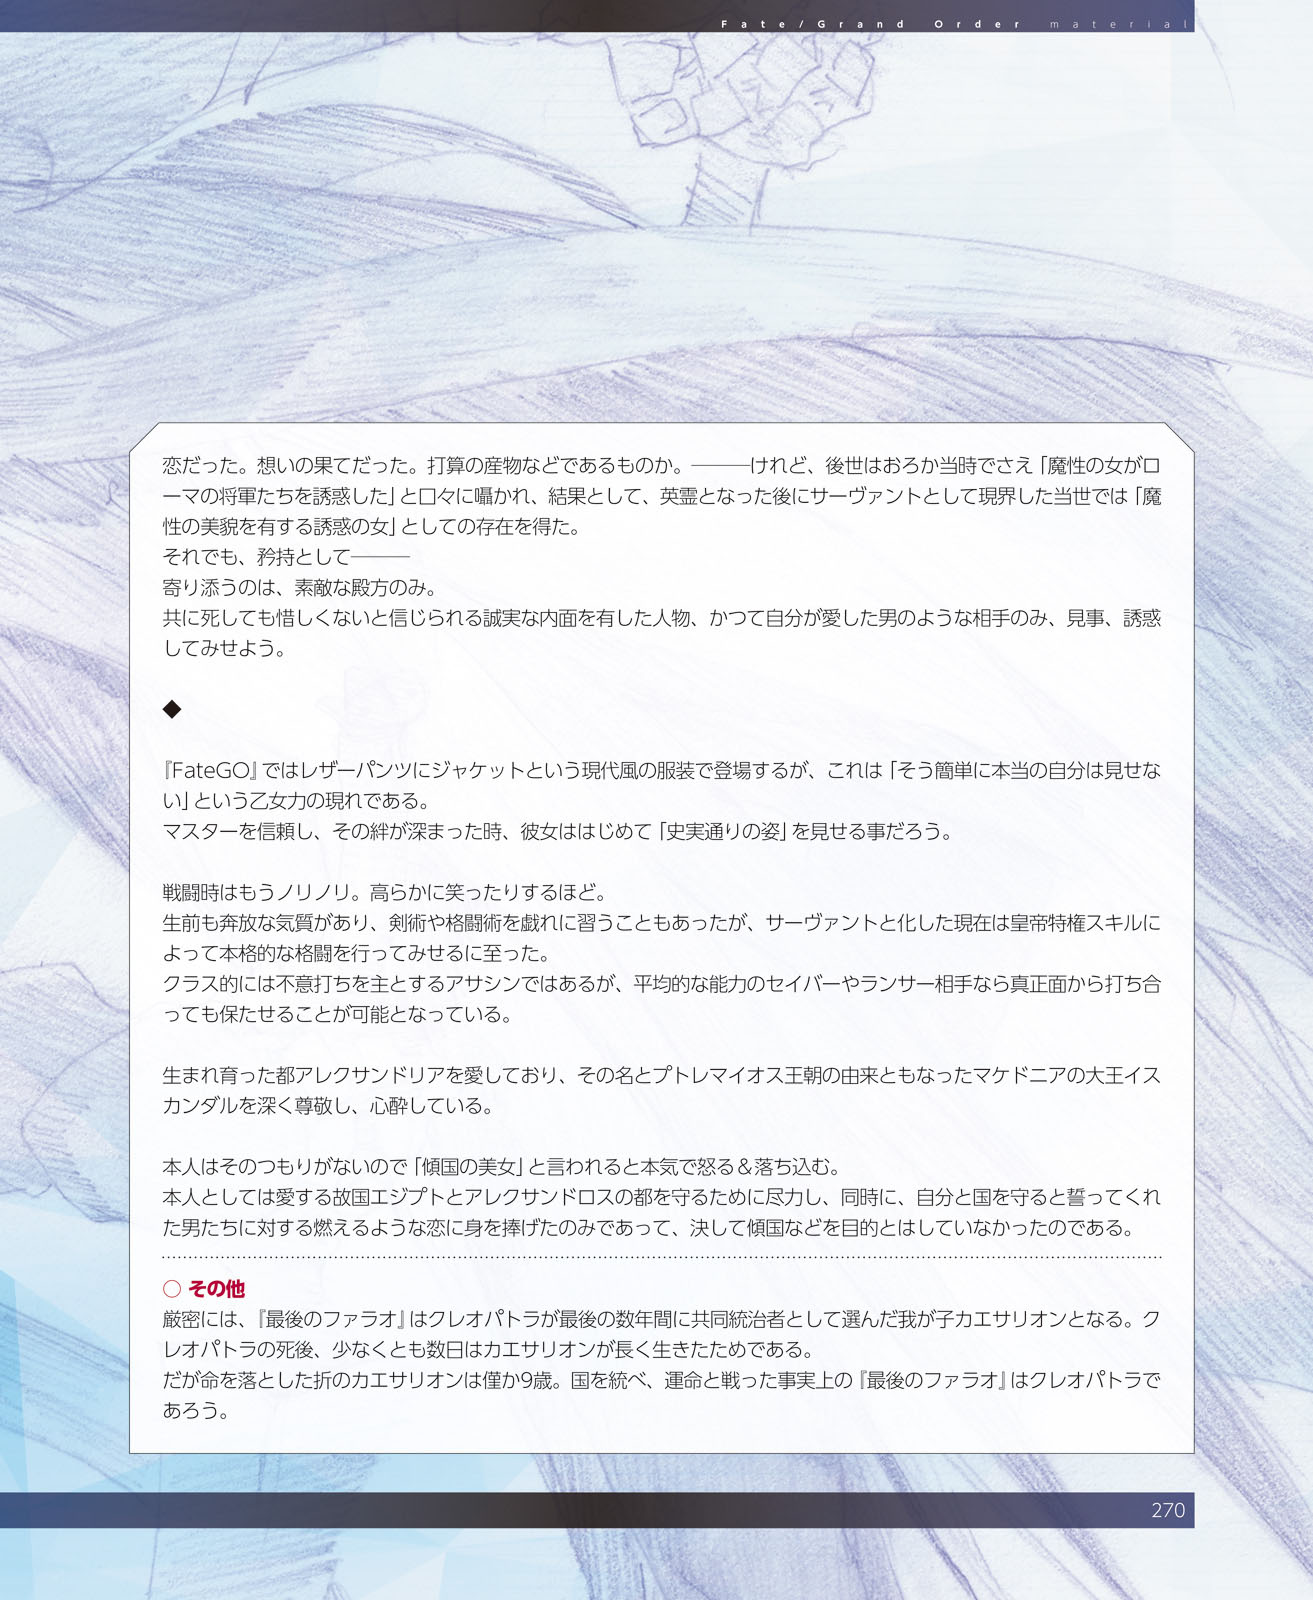 Fate/Grand Order material
恋だった。想いの果てだった。打算の産物などであるものか。―――けれど、後世はおろか当時でさえ「魔性の女がロ
ーマの将軍たちを誘惑した」と口々に囁かれ、結果として、英霊となった後にサーヴァントとして現界した当世では「魔
性の美貌を有する誘惑の女」としての存在を得た。
それでも、矜持として―――
寄り添うのは、素敵な殿方のみ。
共に死しても惜しくないと信じられる誠実な内面を有した人物、かつて自分が愛した男のような相手のみ、見事、誘惑
してみせよう。
◆
『FateGO』ではレザーパンツにジャケットという現代風の服装で登場するが、これは「そう簡単に本当の自分は見せな
い」という乙女力の現れである。
マスターを信頼し、その絆が深まった時、彼女ははじめて「史実通りの姿」を見せる事だろう。
戦闘時はもうノリノリ。高らかに笑ったりするほど。
生前も奔放な気質があり、剣術や格闘術を戯れに習うこともあったが、サーヴァントと化した現在は皇帝特権スキルに
よって本格的な格闘を行ってみせるに至った。
クラス的には不意打ちを主とするアサシンではあるが、平均的な能力のセイバーやランサー相手なら真正面から打ち合
っても保たせることが可能となっている。
生まれ育った都アレクサンドリアを愛しており、その名とプトレマイオス王朝の由来ともなったマケドニアの大王イス
カンダルを深く尊敬し、心酔している。
本人はそのつもりがないので「傾国の美女」と言われると本気で怒る＆落ち込む。
本人としては愛する故国エジプトとアレクサンドロスの都を守るために尽力し、同時に、自分と国を守ると誓ってくれ
た男たちに対する燃えるような恋に身を捧げたのみであって、決して傾国などを目的とはしていなかったのである。
○ その他
厳密には、『最後のファラオ』はクレオパトラが最後の数年間に共同統治者として選んだ我が子カエサリオンとなる。ク
レオパトラの死後、少なくとも数日はカエサリオンが長く生きたためである。
だが命を落とした折のカエサリオンは僅か9歳。国を統べ、運命と戦った事実上の『最後のファラオ』はクレオパトラで
あろう。
270